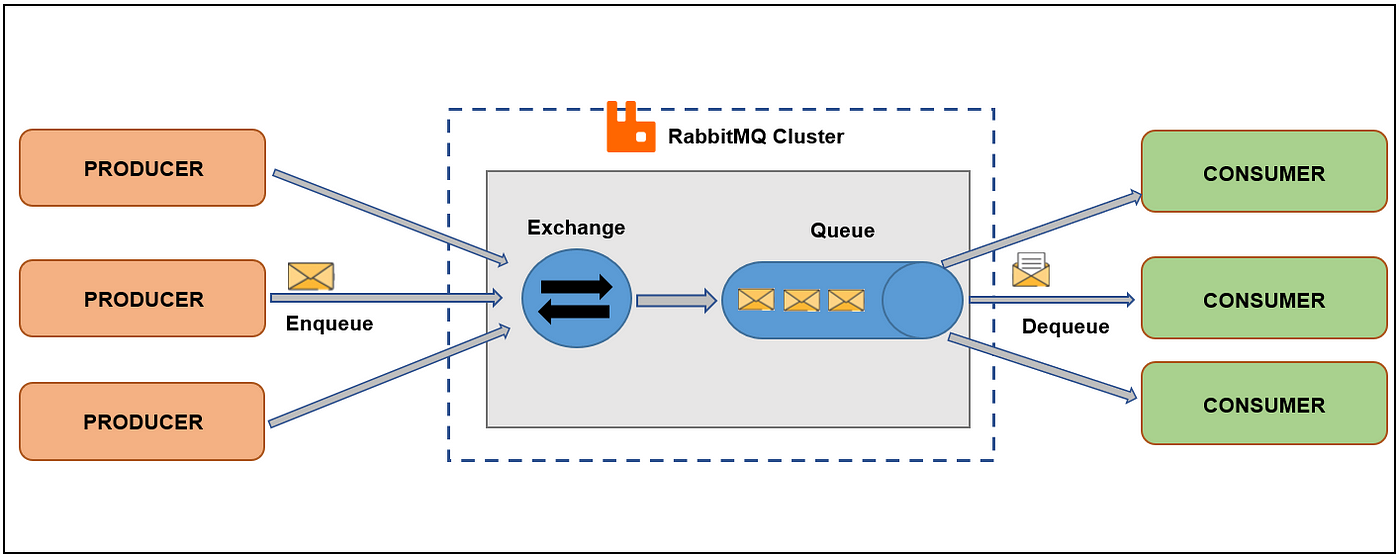 RabbitMQ Cluster
PRODUCER
CONSUMER
Exchange
Queue
PRODUCER
Enqueue
Dequeue
CONSUMER
PRODUCER
CONSUMER